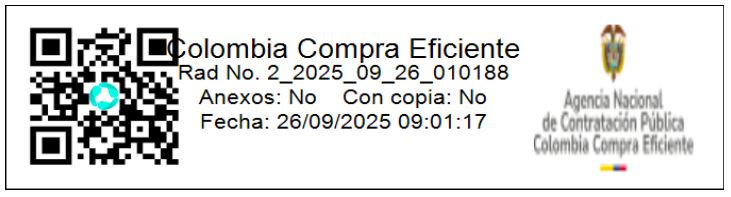 Colombia Compra Eficiente
Rad No. 2_2025_09_26_010188
Anexos: No    Con copia: No
Fecha: 26/09/2025 09:01:17
Agencia Nacional
de Contratación Pública
Colombia Compra Eficiente